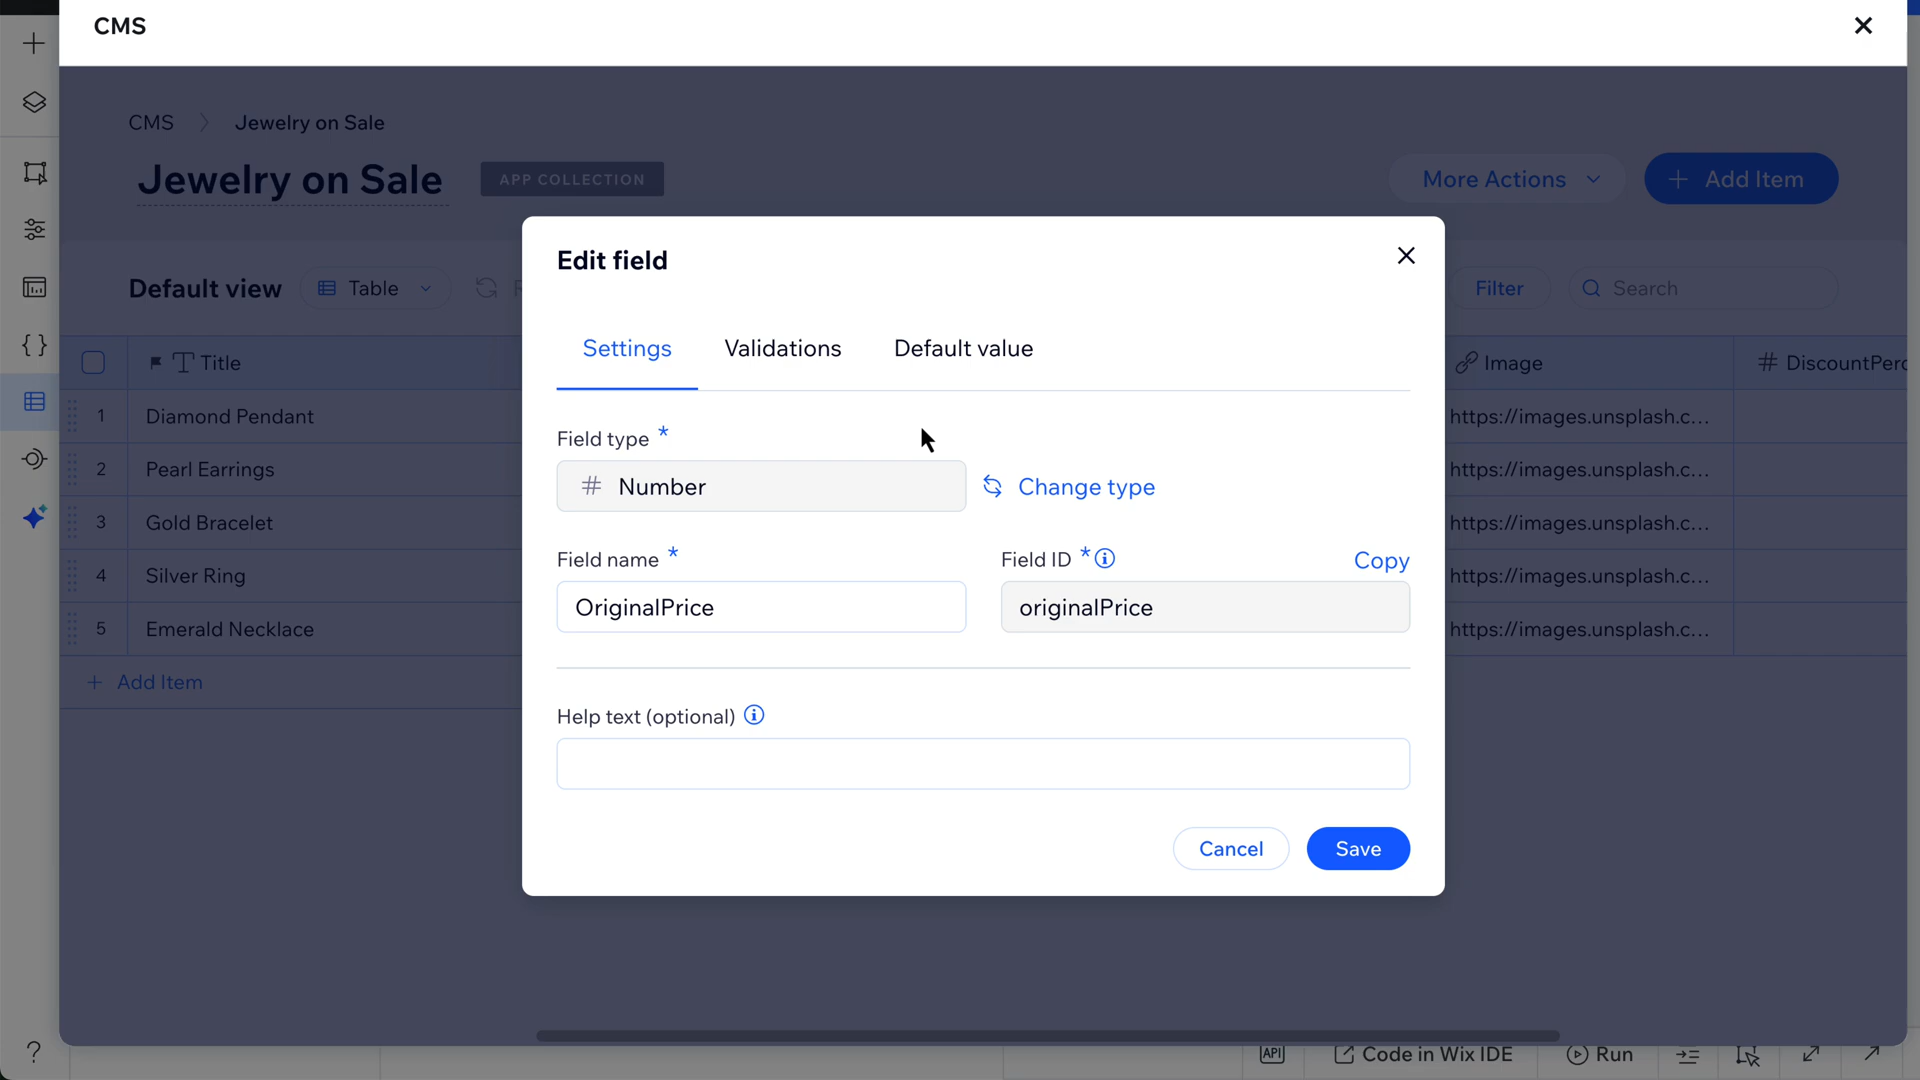 CMS
CMS
Jewelry on Sale
Jewelry on Sale
APP COLLECTION
More Actions
+ Add Item
Default view
Table
Filter
Search
Title
Image
# DiscountPerc
1 Diamond Pendant
https://images.unsplash.c...
2 Pearl Earrings
https://images.unsplash.c...
3 Gold Bracelet
https://images.unsplash.c...
4 Silver Ring
https://images.unsplash.c...
5 Emerald Necklace
https://images.unsplash.c...
+ Add Item
Edit field
Settings
Validations
Default value
Field type *
# Number
Change type
Field name *
Field ID *
Copy
OriginalPrice
originalPrice
Help text (optional)
Cancel
Save
API
Code in Wix IDE
Run